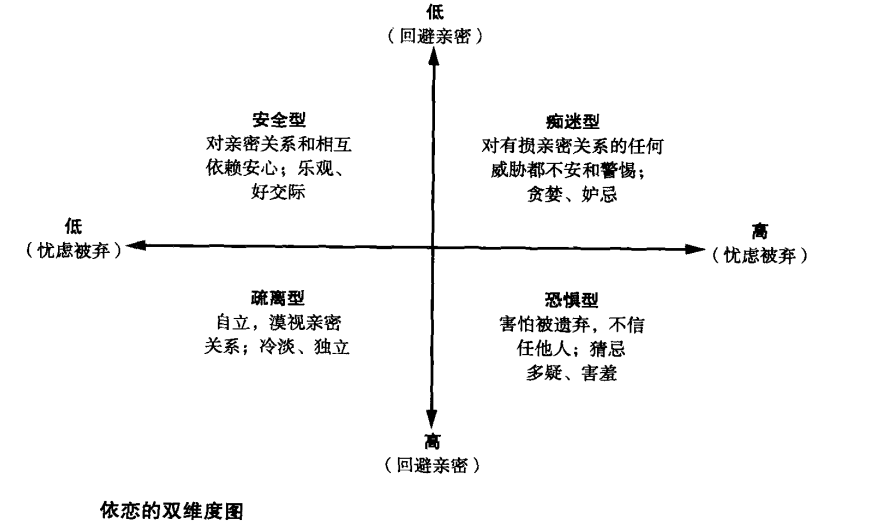 低
（回避亲密）
安全型
对亲密关系和相互
依赖安心；乐观、
好交际
痴迷型
对有损亲密关系的任何
威胁都不安和警惕；
贪婪、妒忌
低
（忧虑被弃）
高
（忧虑被弃）
疏离型
自立，漠视亲密
关系；冷淡、独立
恐惧型
害怕被遗弃，不信
任他人；猜忌
多疑、害羞
高
（回避亲密）
依恋的双维度图